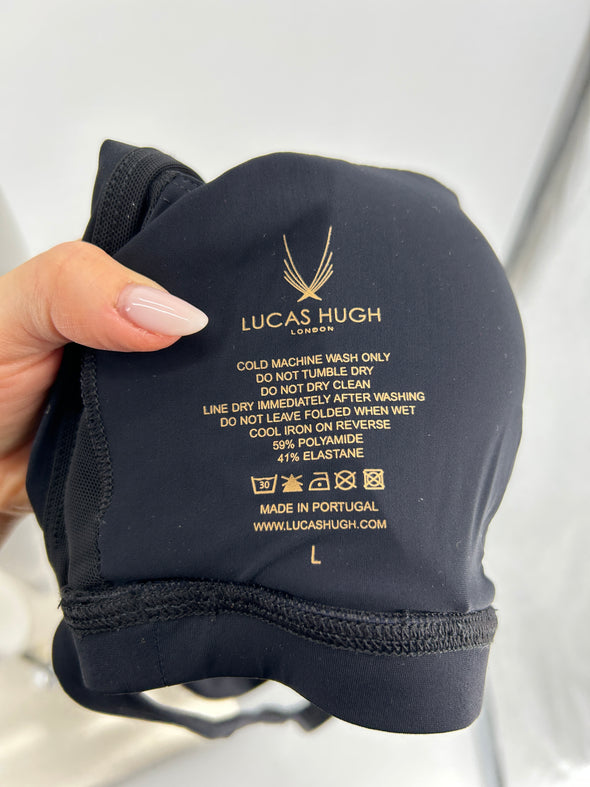 LUCAS HUGH
LONDON
COLD MACHINE WASH ONLY
DO NOT TUMBLE DRY
DO NOT DRY CLEAN
LINE DRY IMMEDIATELY AFTER WASHING
DO NOT LEAVE FOLDED WHEN WET
COOL IRON ON REVERSE
59% POLYAMIDE
41% ELASTANE
30
MADE IN PORTUGAL
WWW.LUCASHUGH.COM
L